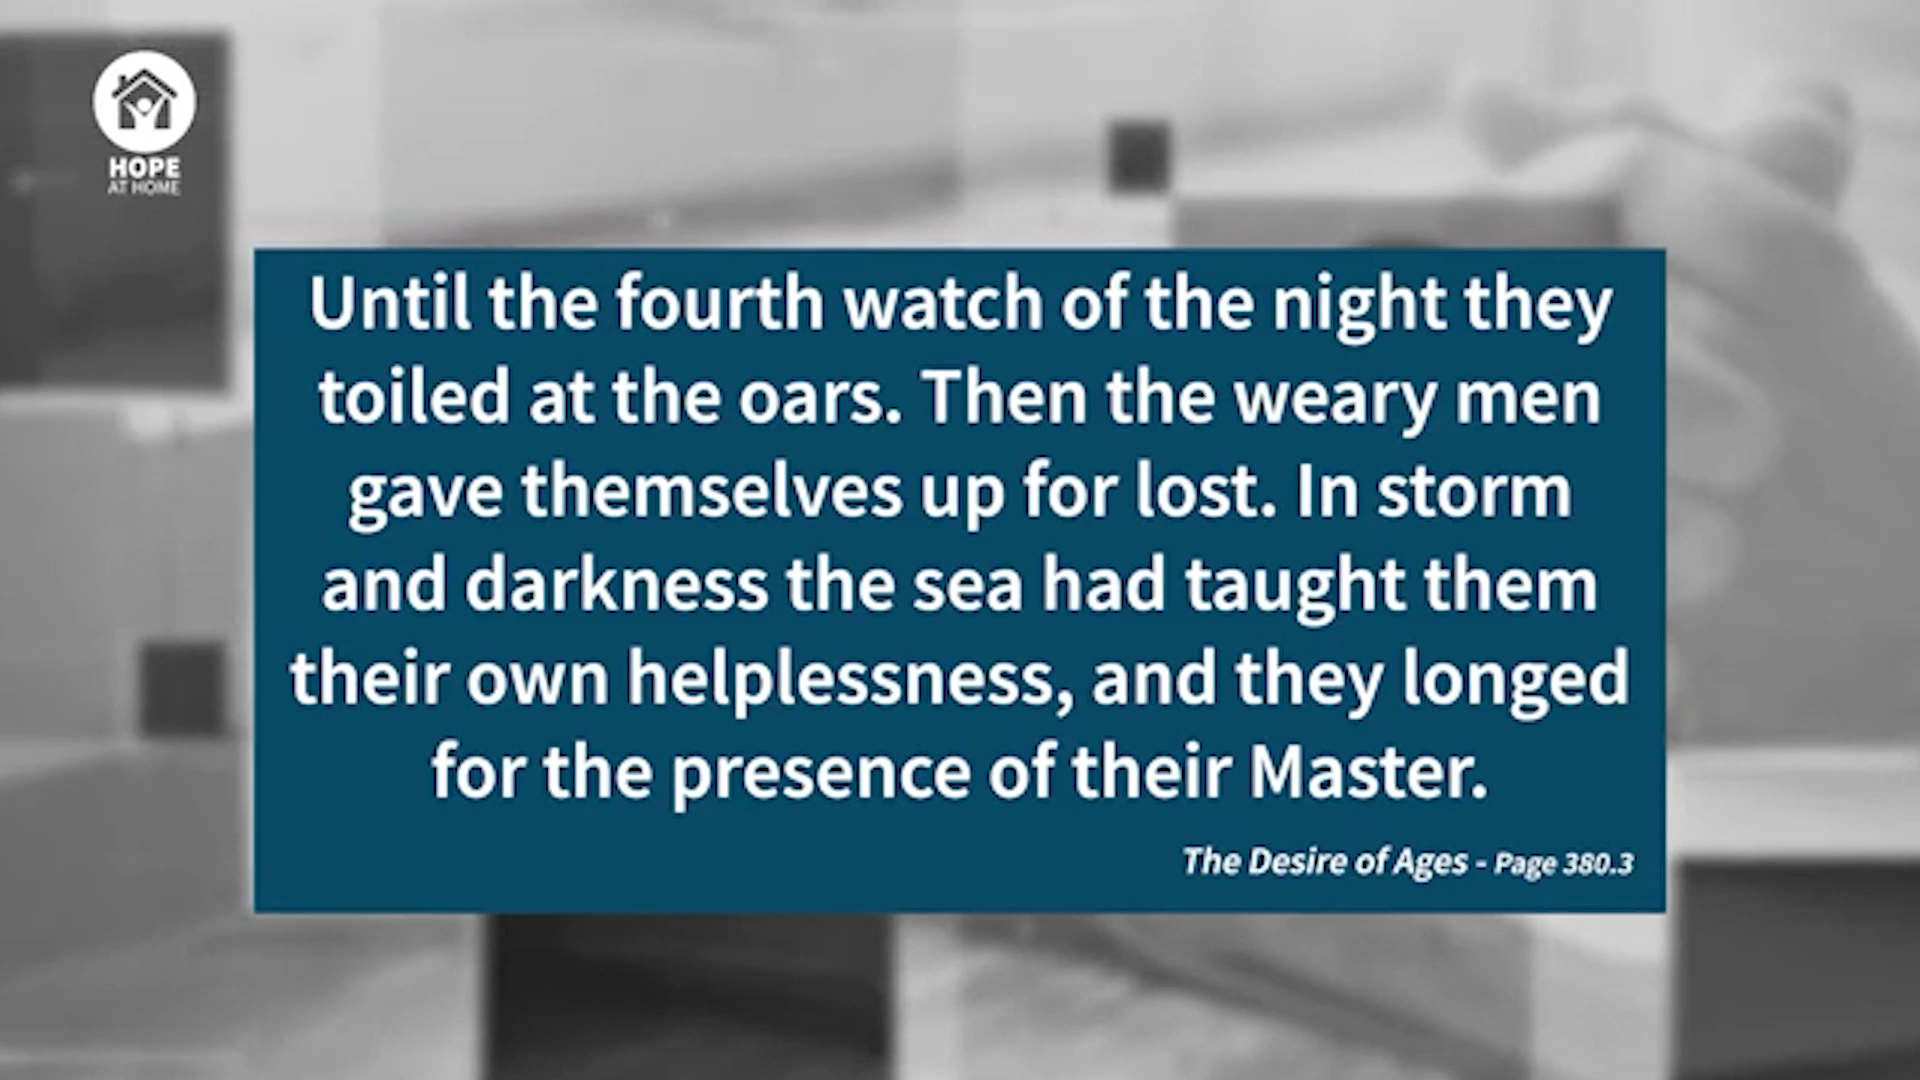 HOPE
AT HOME
Until the fourth watch of the night they
toiled at the oars. Then the weary men
gave themselves up for lost. In storm
and darkness the sea had taught them
their own helplessness, and they longed
for the presence of their Master.
The Desire of Ages - Page 380.3